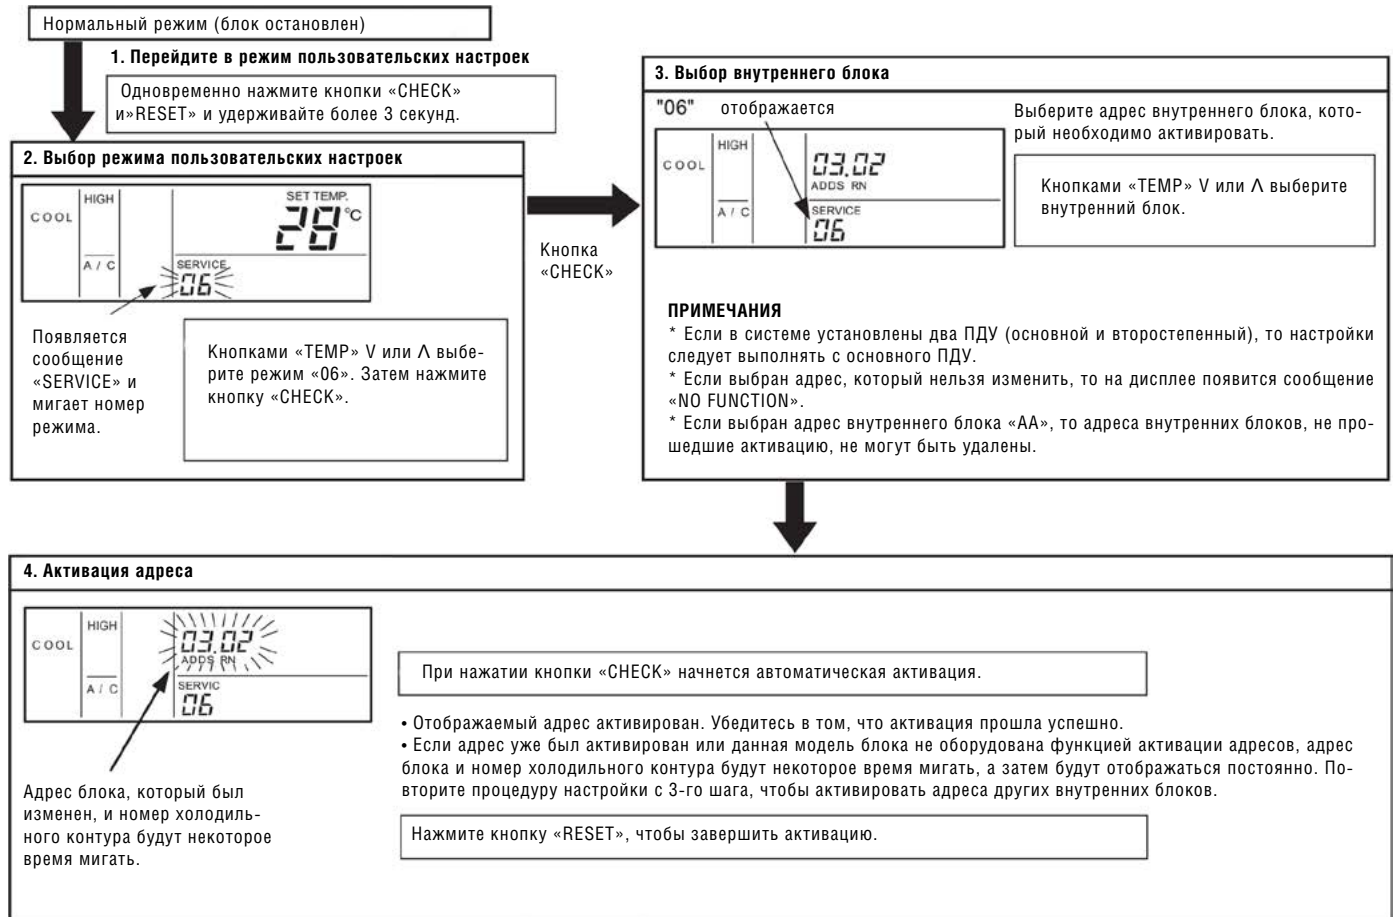 Нормальный режим (блок остановлен)
1. Перейдите в режим пользовательских настроек
Одновременно нажмите кнопки «CHECK»
и»RESET» и удерживайте более 3 секунд.
2. Выбор режима пользовательских настроек
COOL
HIGH
A / C
SET TEMP.
28°C
SERVICE
06
Появляется
сообщение
«SERVICE» и
мигает номер
режима.
Кнопками «TEMP» V или Λ выбе-
рите режим «06». Затем нажмите
кнопку «CHECK».
Кнопка
«CHECK»
3. Выбор внутреннего блока
"06" отображается
COOL
HIGH
A / C
03.02
ADDS RN
SERVICE
06
Выберите адрес внутреннего блока, кото-
рый необходимо активировать.
Кнопками «TEMP» V или Λ выберите
внутренний блок.
ПРИМЕЧАНИЯ
* Если в системе установлены два ПДУ (основной и второстепенный), то настройки
следует выполнять с основного ПДУ.
* Если выбран адрес, который нельзя изменить, то на дисплее появится сообщение
«NO FUNCTION».
* Если выбран адрес внутреннего блока «AA», то адреса внутренних блоков, не про-
шедшие активацию, не могут быть удалены.
4. Активация адреса
COOL
HIGH
A / C
03.02
ADDS RN
SERVIC
06
Адрес блока, который был
изменен, и номер холодиль-
ного контура будут некоторое
время мигать.
При нажатии кнопки «CHECK» начнется автоматическая активация.
• Отображаемый адрес активирован. Убедитесь в том, что активация прошла успешно.
• Если адрес уже был активирован или данная модель блока не оборудована функцией активации адресов, адрес
блока и номер холодильного контура будут некоторое время мигать, а затем будут отображаться постоянно. По-
вторите процедуру настройки с 3-го шага, чтобы активировать адреса других внутренних блоков.
Нажмите кнопку «RESET», чтобы завершить активацию.